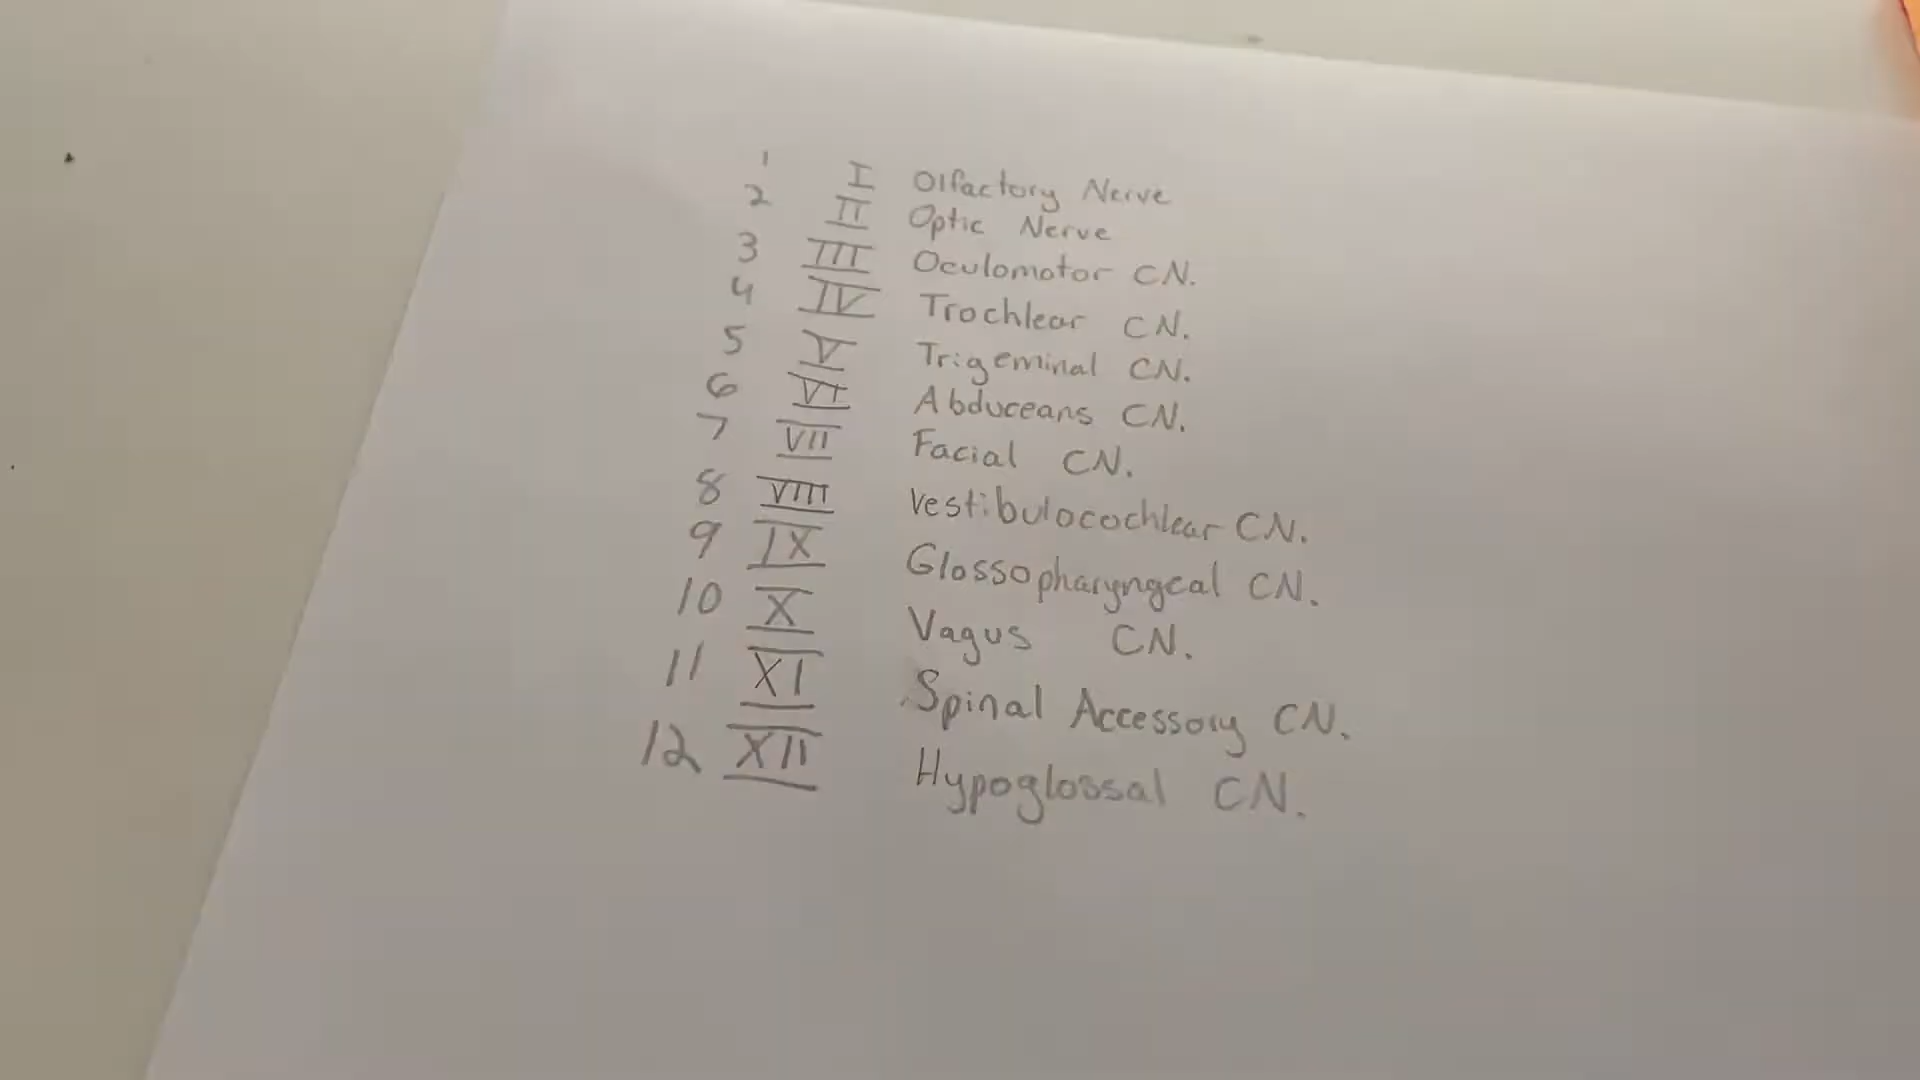 1 I Olfactory Nerve
2 II Optic Nerve
3 III Oculomotor CN.
4 IV Trochlear CN.
5 V Trigeminal CN.
6 VI Abduceans CN.
7 VII Facial CN.
8 VIII Vestibulocochlear CN.
9 IX Glossopharyngeal CN.
10 X Vagus CN.
11 XI Spinal Accessory CN.
12 XII Hypoglossal CN.